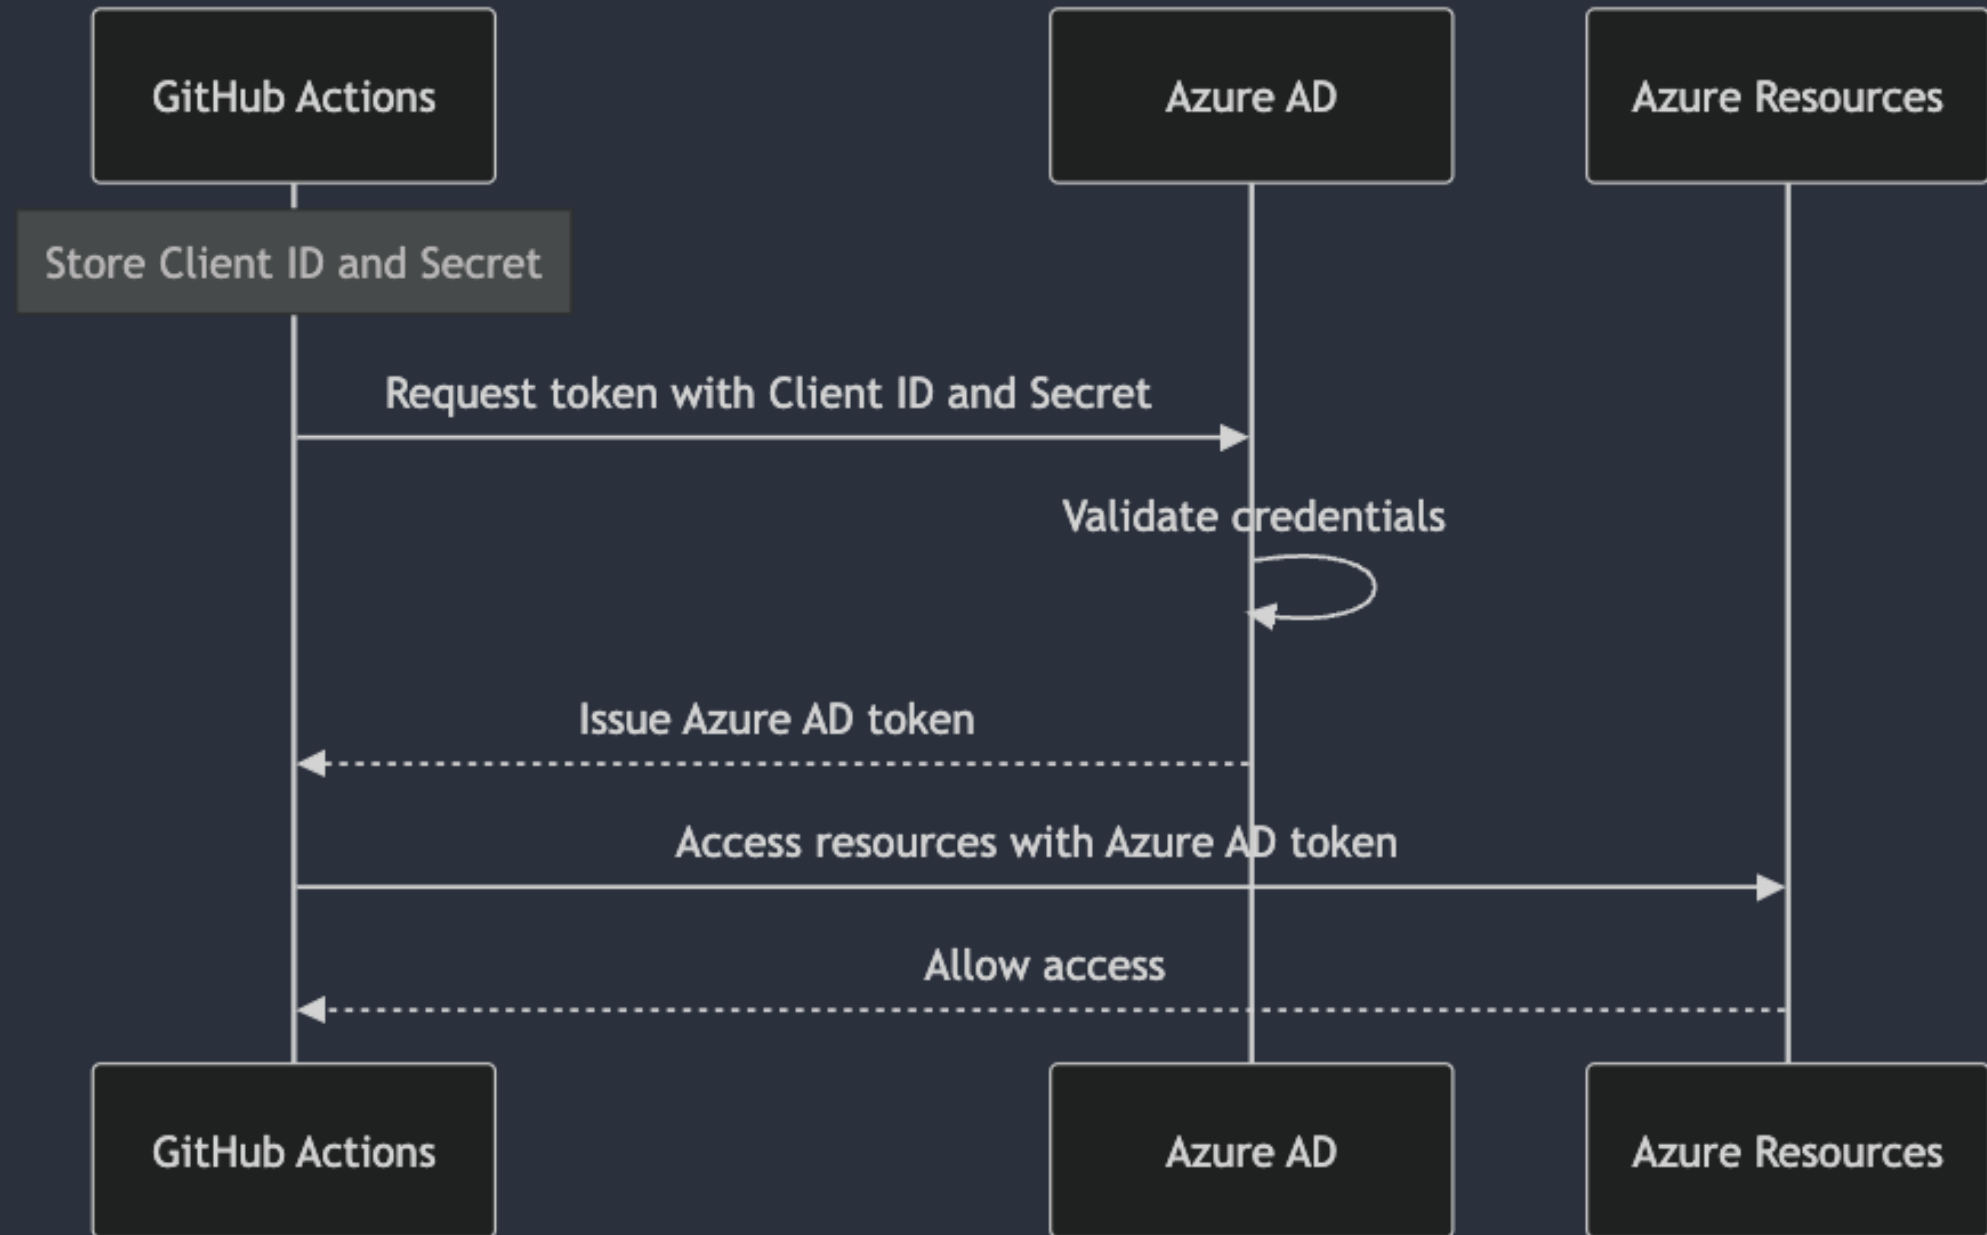 GitHub Actions
Azure AD
Azure Resources
Store Client ID and Secret
Request token with Client ID and Secret
Validate credentials
Issue Azure AD token
Access resources with Azure AD token
Allow access
GitHub Actions
Azure AD
Azure Resources